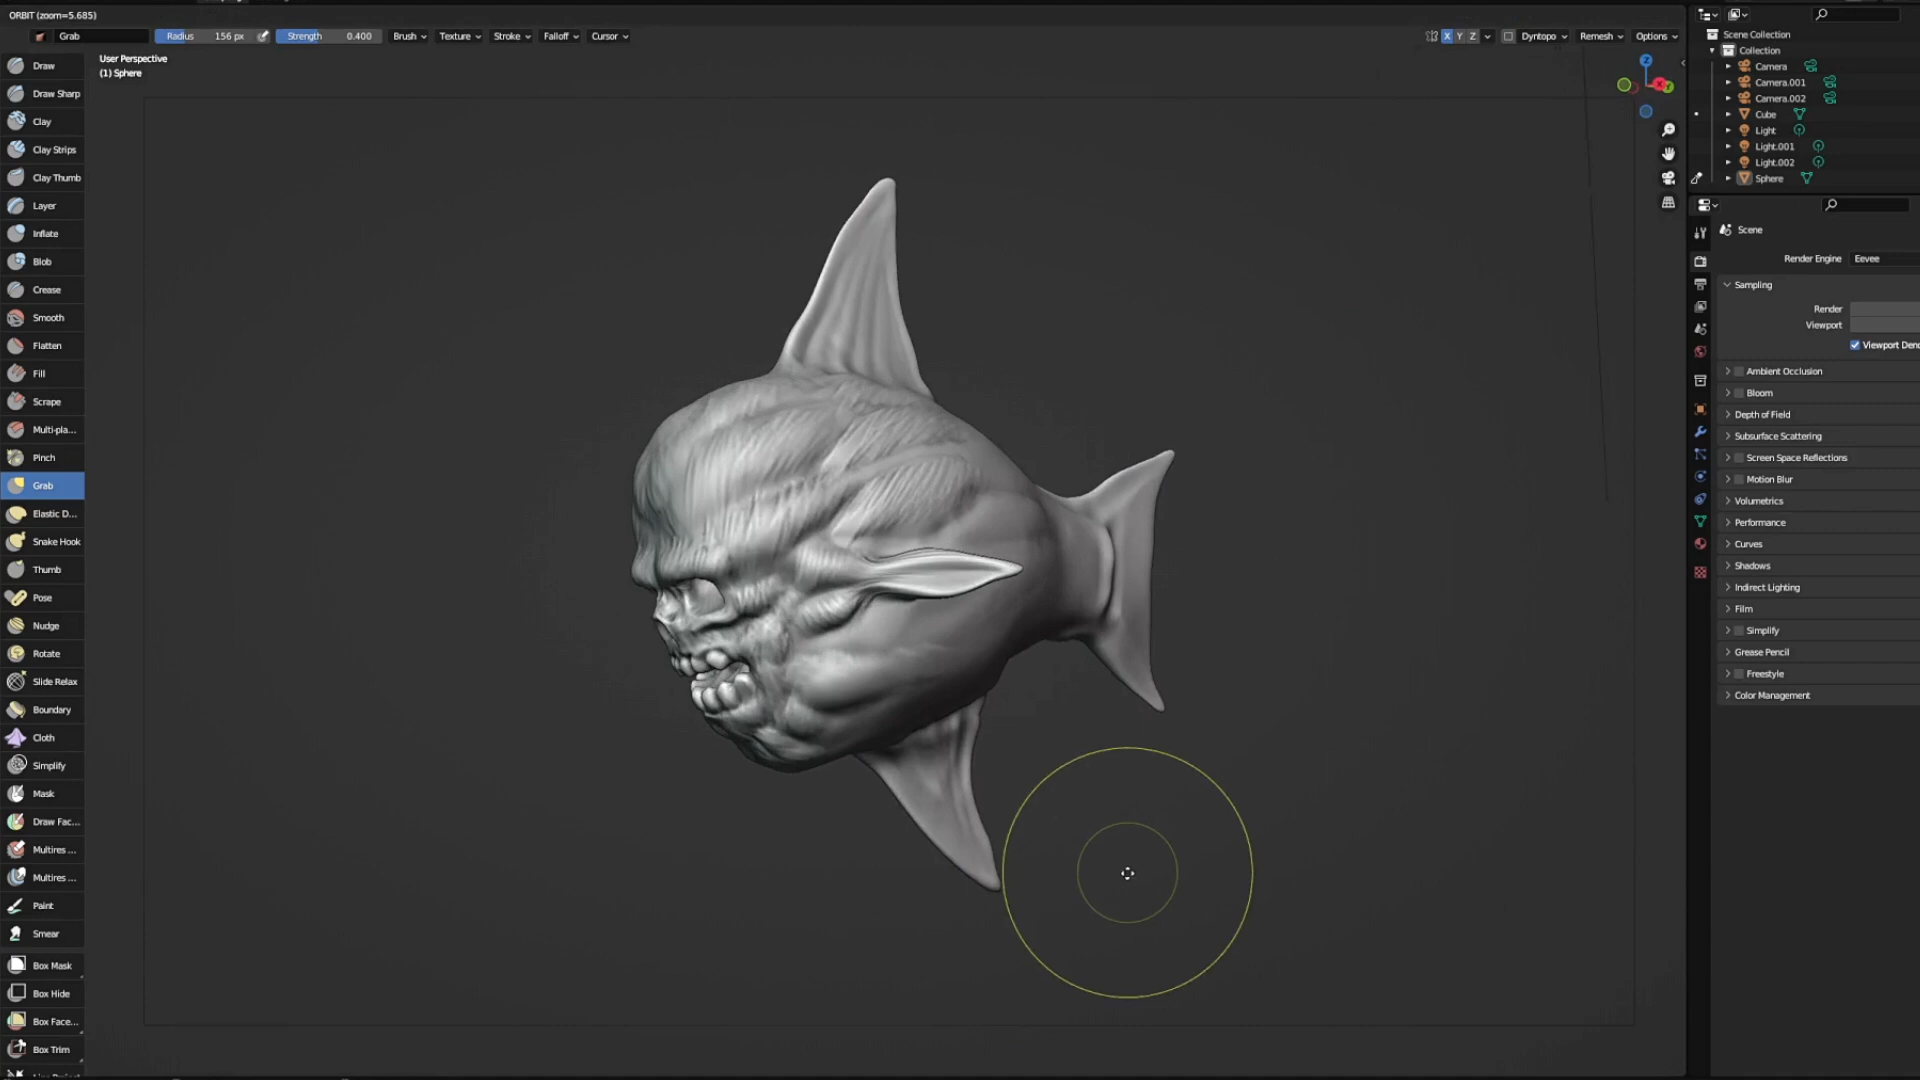 ORBIT (zoom=5.685)
Grab Radius 156 px Strength 0.400 Brush Texture Stroke Falloff Cursor X Y Z Dyntopo Remesh Options
User Perspective
(1) Sphere
Draw
Draw Sharp
Clay
Clay Strips
Clay Thumb
Layer
Inflate
Blob
Crease
Smooth
Flatten
Fill
Scrape
Multi-pla...
Pinch
Grab
Elastic D...
Snake Hook
Thumb
Pose
Nudge
Rotate
Slide Relax
Boundary
Cloth
Simplify
Mask
Draw Fac...
Multires ...
Multires ...
Paint
Smear
Box Mask
Box Hide
Box Face...
Box Trim
Z
X
Y
Scene Collection
Collection
Camera
Camera.001
Camera.002
Cube
Light
Light.001
Light.002
Sphere
Scene
Render Engine Eevee
Sampling
Render
Viewport
Viewport Deno
Ambient Occlusion
Bloom
Depth of Field
Subsurface Scattering
Screen Space Reflections
Motion Blur
Volumetrics
Performance
Curves
Shadows
Indirect Lighting
Film
Simplify
Grease Pencil
Freestyle
Color Management